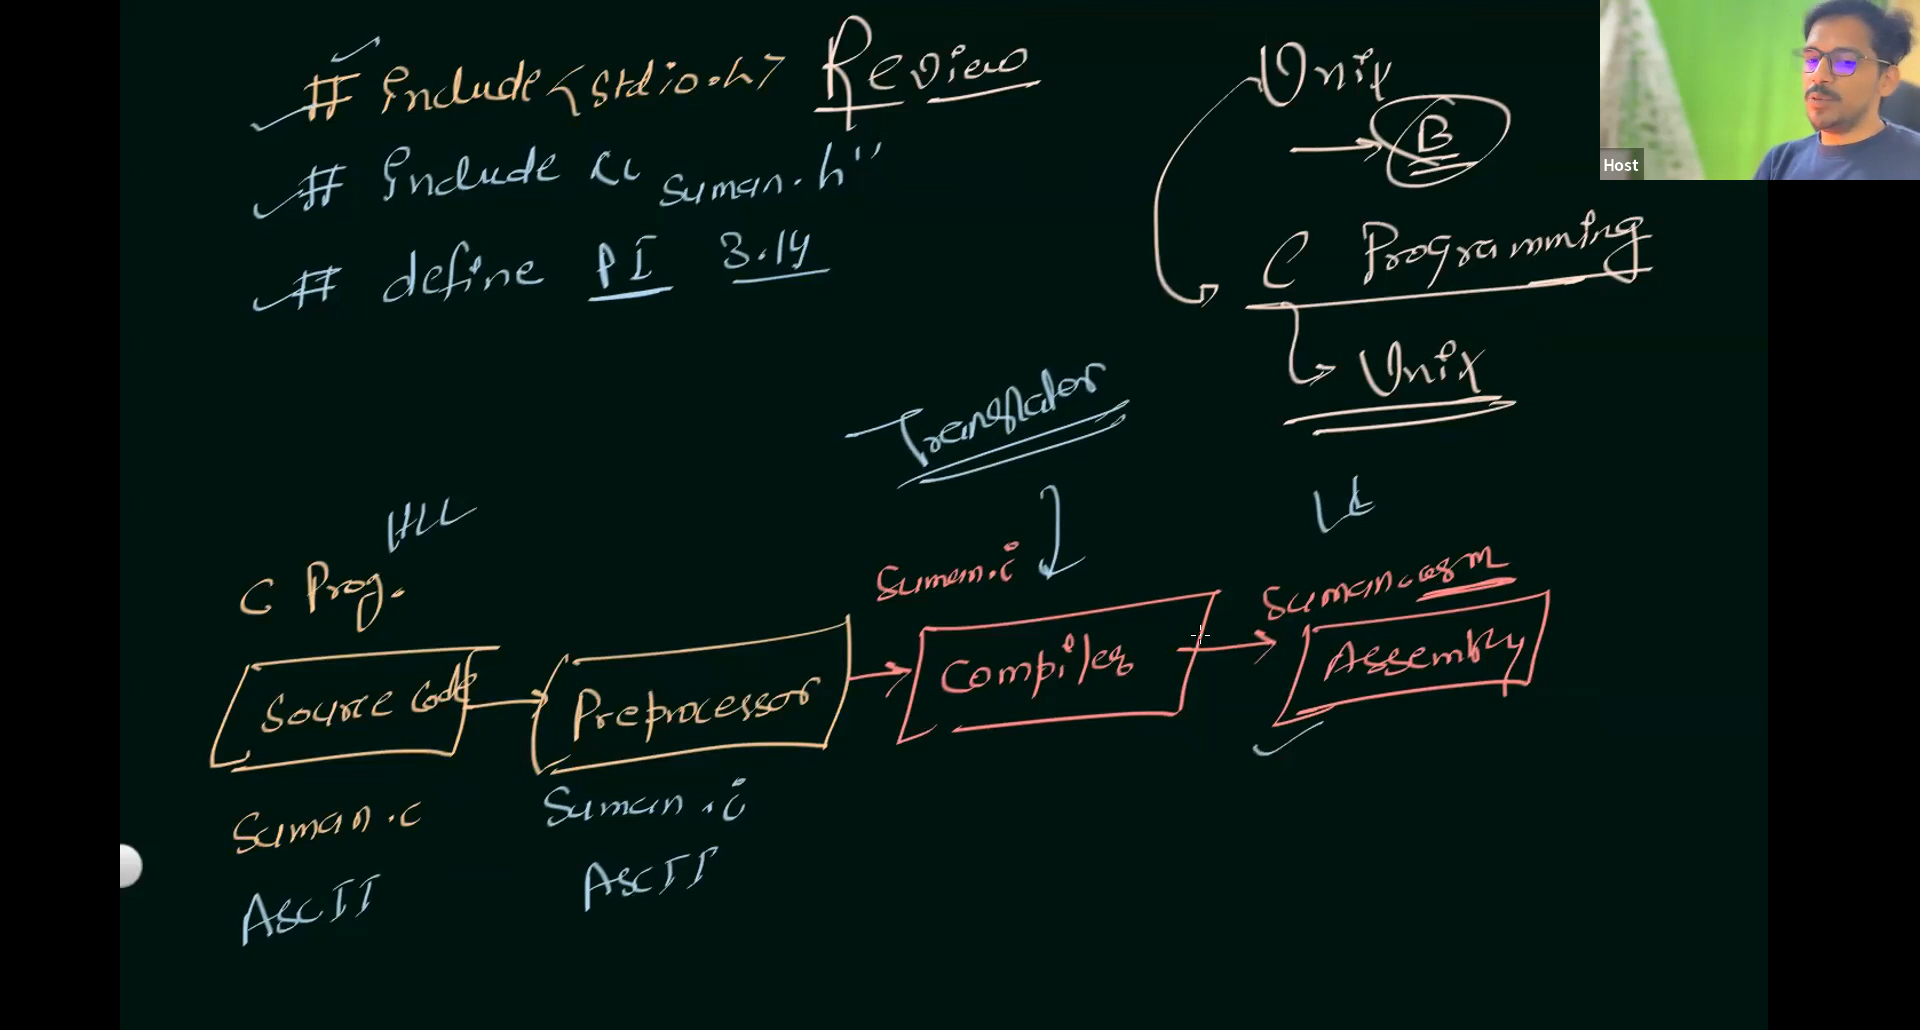 # include <stdio.h> Review
# include "suman.h"
# define PI 3.14
Unix
B
C Programming
Unix
Host
Translator
HLL
C Prog.
Suman.i
Suman.asm
Source Code
Preprocessor
Compiler
Assembly
Suman.c
Suman.i
ASCII
ASCII